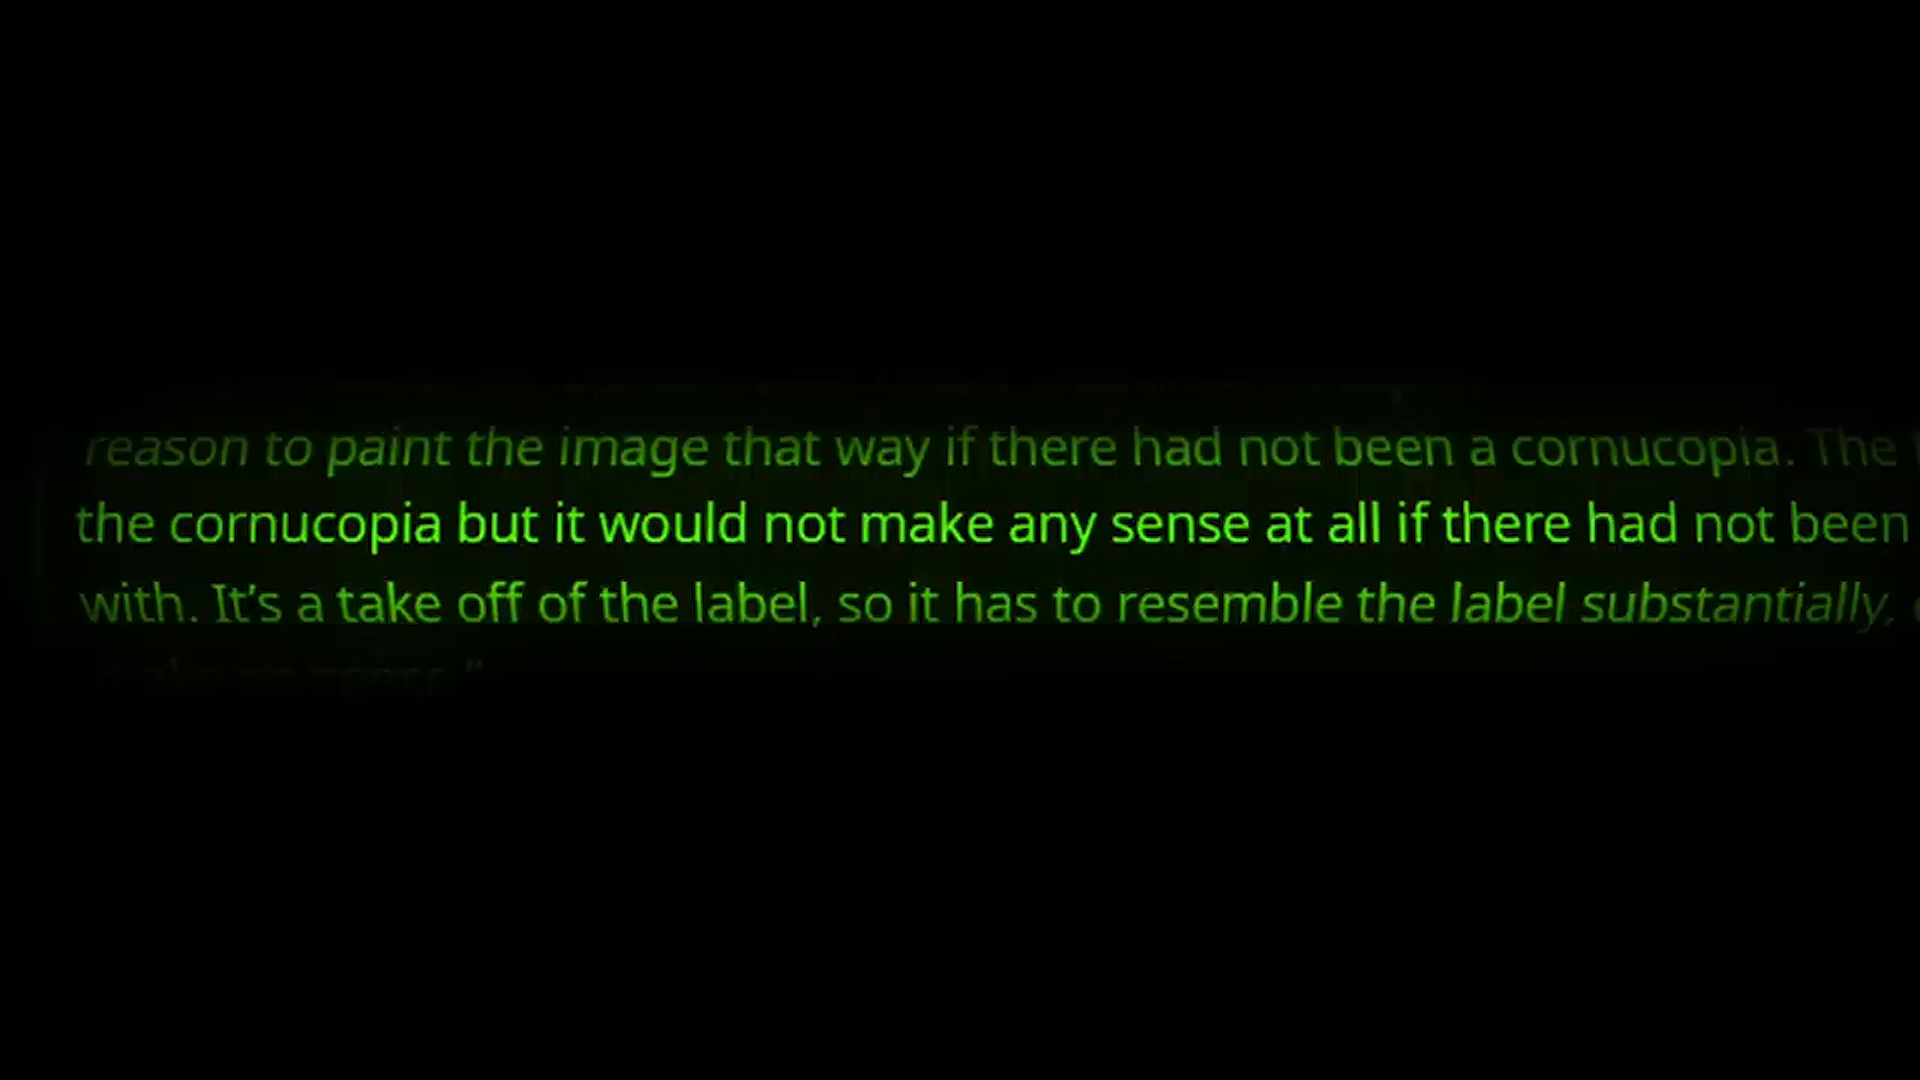 reason to paint the image that way if there had not been a cornucopia. The
the cornucopia but it would not make any sense at all if there had not been
with. It's a take off of the label, so it has to resemble the label substantially,